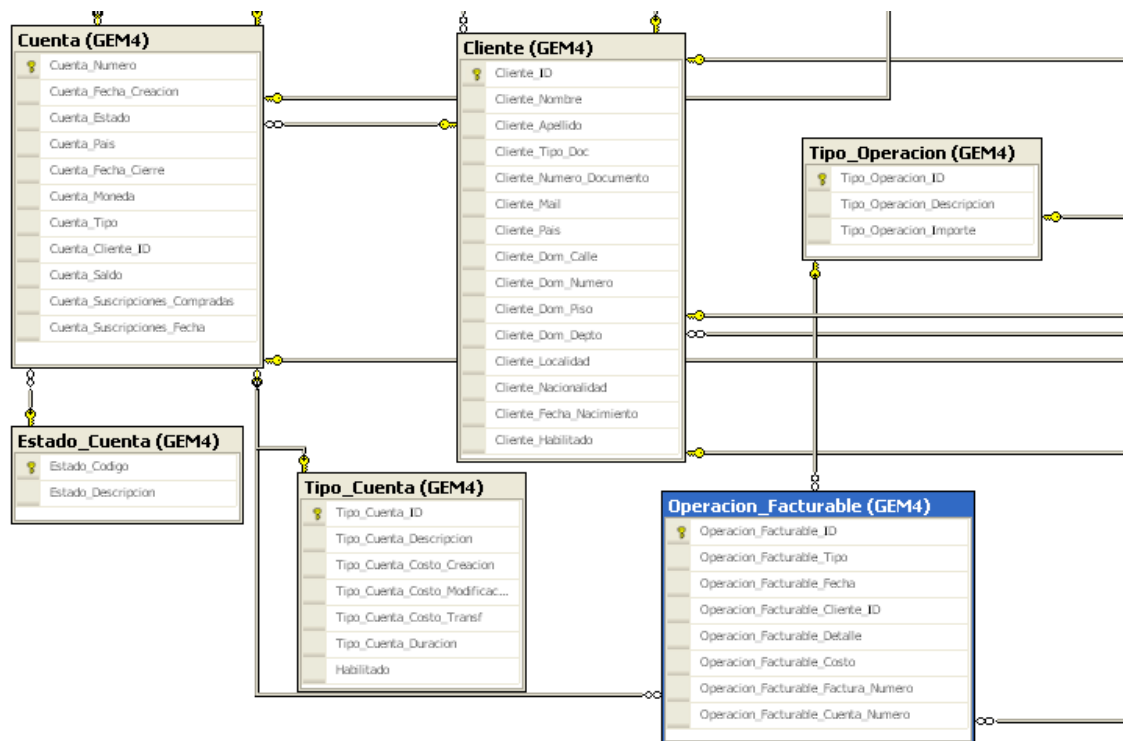 Cuenta (GEM4)
Cuenta_Numero
Cuenta_Fecha_Creacion
Cuenta_Estado
Cuenta_Pais
Cuenta_Fecha_Cierre
Cuenta_Moneda
Cuenta_Tipo
Cuenta_Cliente_ID
Cuenta_Saldo
Cuenta_Suscripciones_Compradas
Cuenta_Suscripciones_Fecha
Cliente (GEM4)
Cliente_ID
Cliente_Nombre
Cliente_Apellido
Cliente_Tipo_Doc
Cliente_Numero_Documento
Cliente_Mail
Cliente_Pais
Cliente_Dom_Calle
Cliente_Dom_Numero
Cliente_Dom_Piso
Cliente_Dom_Depto
Cliente_Localidad
Cliente_Nacionalidad
Cliente_Fecha_Nacimiento
Cliente_Habilitado
Tipo_Operacion (GEM4)
Tipo_Operacion_ID
Tipo_Operacion_Descripcion
Tipo_Operacion_Importe
Estado_Cuenta (GEM4)
Estado_Codigo
Estado_Descripcion
Tipo_Cuenta (GEM4)
Tipo_Cuenta_ID
Tipo_Cuenta_Descripcion
Tipo_Cuenta_Costo_Creacion
Tipo_Cuenta_Costo_Modificac...
Tipo_Cuenta_Costo_Transf
Tipo_Cuenta_Duracion
Habilitado
Operacion_Facturable (GEM4)
Operacion_Facturable_ID
Operacion_Facturable_Tipo
Operacion_Facturable_Fecha
Operacion_Facturable_Cliente_ID
Operacion_Facturable_Detalle
Operacion_Facturable_Costo
Operacion_Facturable_Factura_Numero
Operacion_Facturable_Cuenta_Numero